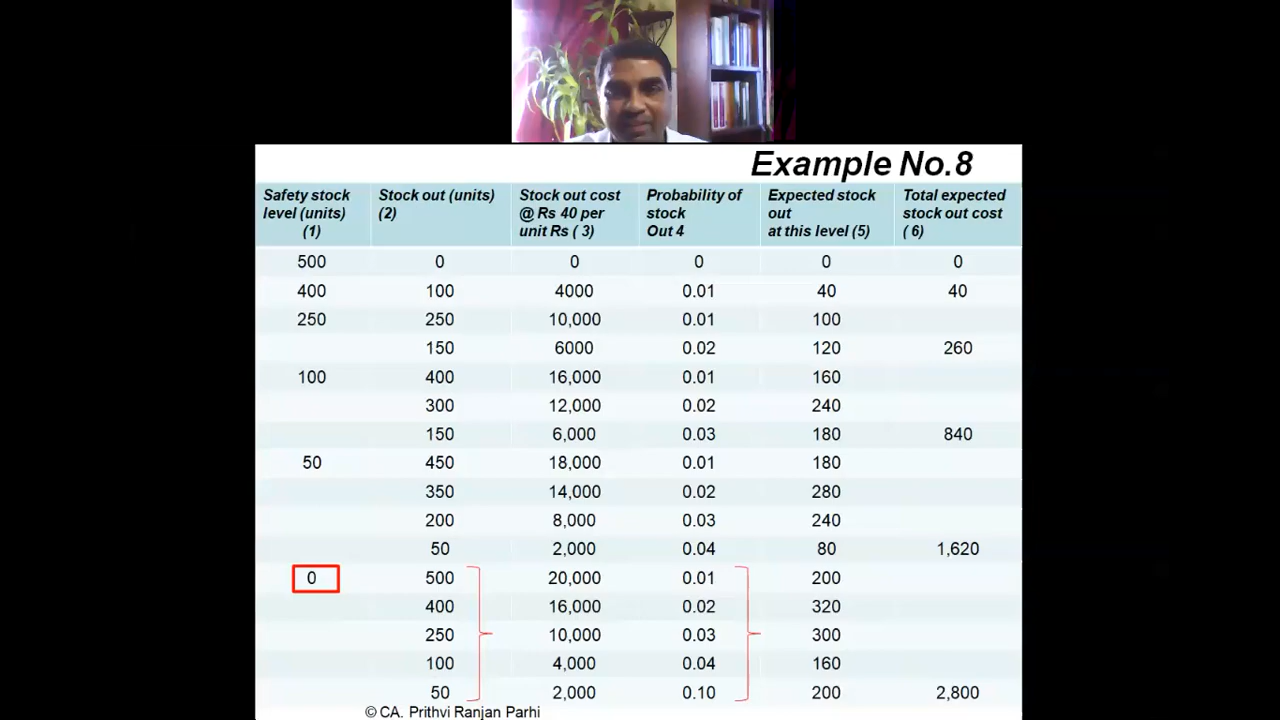 Example No.8
Safety stock level (units) (1) Stock out (units) (2) Stock out cost @ Rs 40 per unit Rs ( 3) Probability of stock Out 4 Expected stock out at this level (5) Total expected stock out cost ( 6)
500 0 0 0 0 0
400 100 4000 0.01 40 40
250 250 10,000 0.01 100
150 6000 0.02 120 260
100 400 16,000 0.01 160
300 12,000 0.02 240
150 6,000 0.03 180 840
50 450 18,000 0.01 180
350 14,000 0.02 280
200 8,000 0.03 240
50 2,000 0.04 80 1,620
0 500 20,000 0.01 200
400 16,000 0.02 320
250 10,000 0.03 300
100 4,000 0.04 160
50 2,000 0.10 200 2,800
© CA. Prithvi Ranjan Parhi